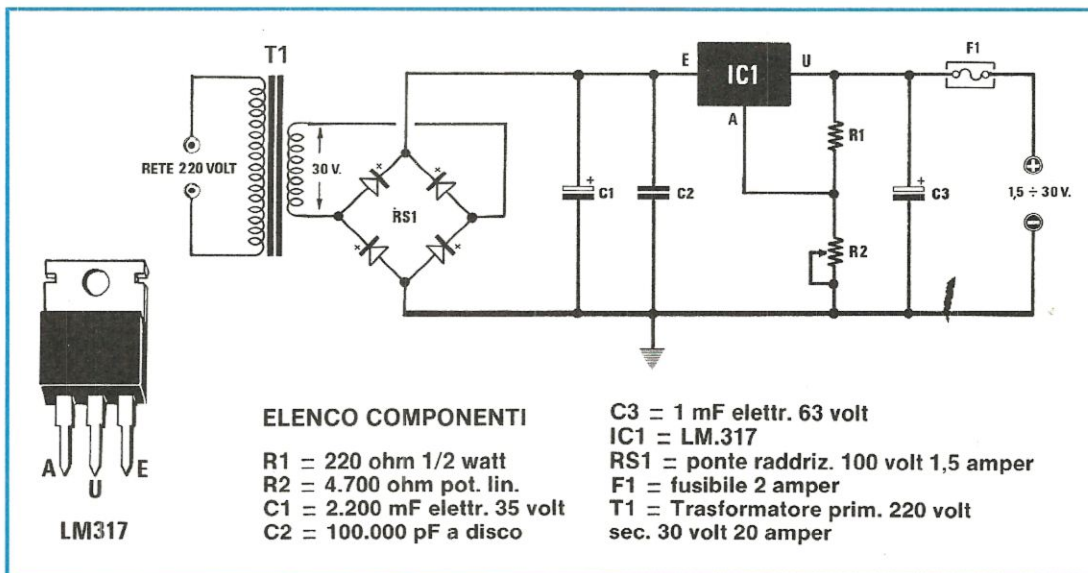 T1
RETE 220 VOLT
30 V.
RS1
+
C1
C2
E
IC1
U
A
R1
R2
+
C3
F1
+
1,5 ÷ 30 V.
-
A
U
E
LM317
ELENCO COMPONENTI
R1 = 220 ohm 1/2 watt
R2 = 4.700 ohm pot. lin.
C1 = 2.200 mF elettr. 35 volt
C2 = 100.000 pF a disco
C3 = 1 mF elettr. 63 volt
IC1 = LM.317
RS1 = ponte raddriz. 100 volt 1,5 amper
F1 = fusibile 2 amper
T1 = Trasformatore prim. 220 volt
sec. 30 volt 20 amper